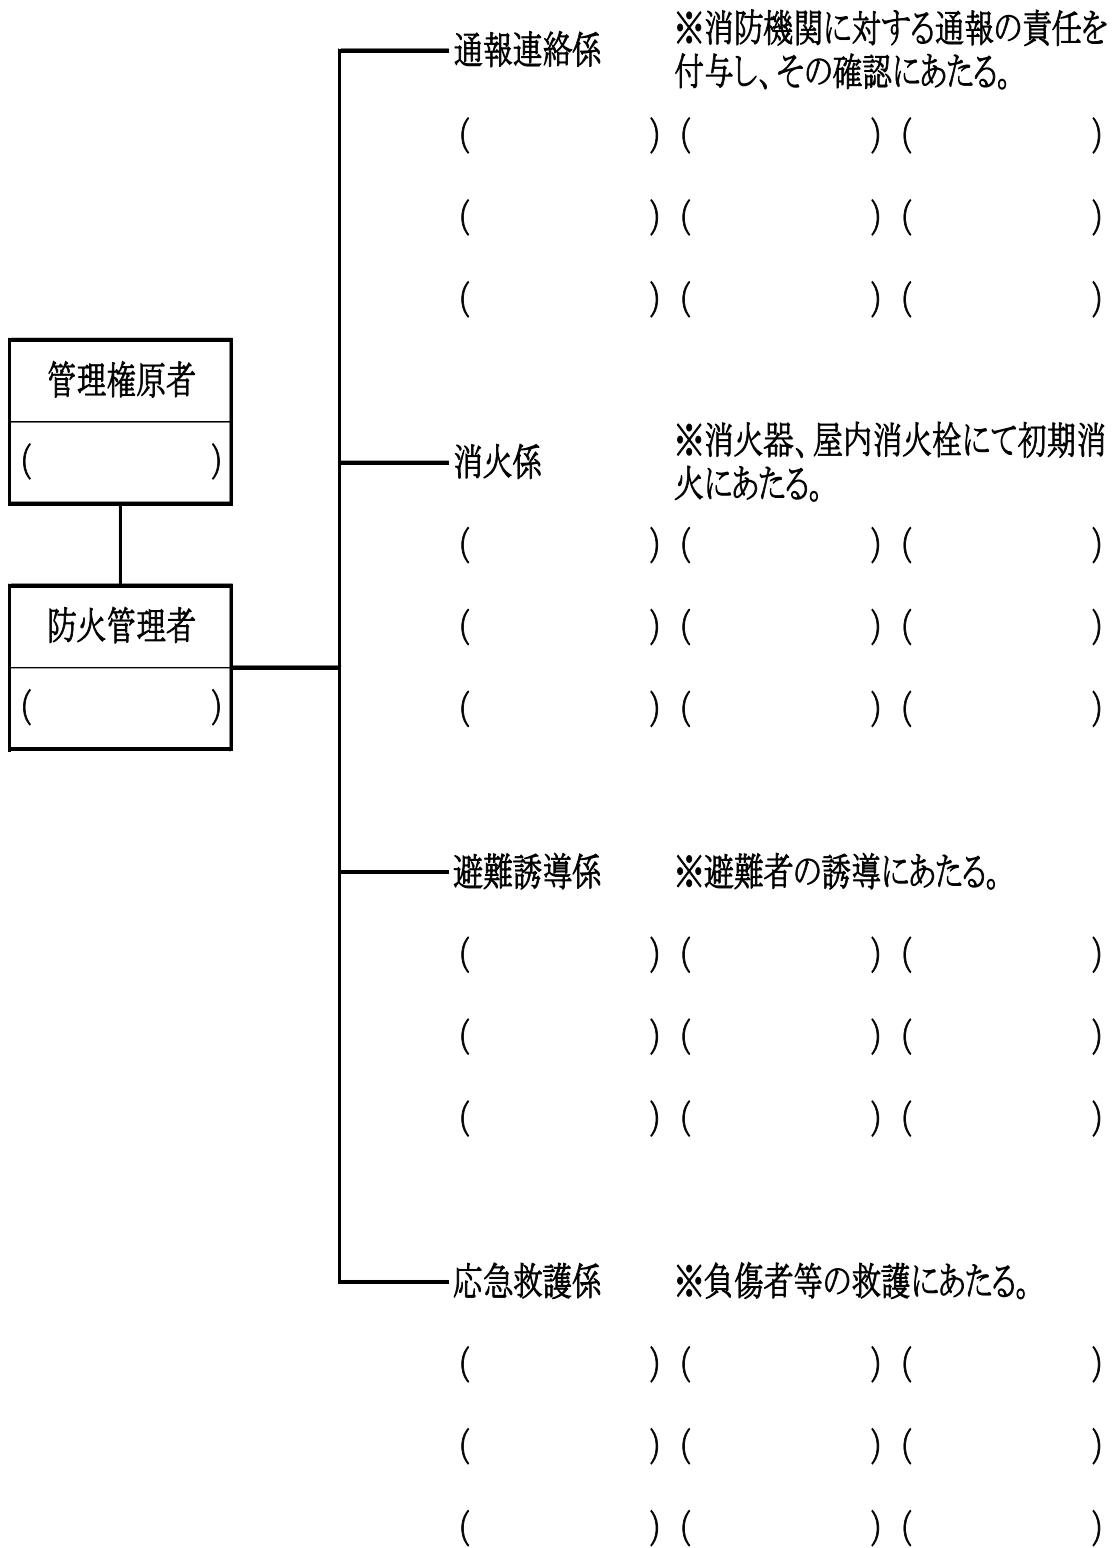 通報連絡係
※消防機関に対する通報の責任を
付与し、その確認にあたる。
(　　　　　　) (　　　　　　) (　　　　　　)
(　　　　　　) (　　　　　　) (　　　　　　)
(　　　　　　) (　　　　　　) (　　　　　　)
管理権原者
(　　　　　　)
消火係
※消火器、屋内消火栓にて初期消
火にあたる。
(　　　　　　) (　　　　　　) (　　　　　　)
(　　　　　　) (　　　　　　) (　　　　　　)
(　　　　　　) (　　　　　　) (　　　　　　)
防火管理者
(　　　　　　)
避難誘導係　※避難者の誘導にあたる。
(　　　　　　) (　　　　　　) (　　　　　　)
(　　　　　　) (　　　　　　) (　　　　　　)
(　　　　　　) (　　　　　　) (　　　　　　)
応急救護係　※負傷者等の救護にあたる。
(　　　　　　) (　　　　　　) (　　　　　　)
(　　　　　　) (　　　　　　) (　　　　　　)
(　　　　　　) (　　　　　　) (　　　　　　)